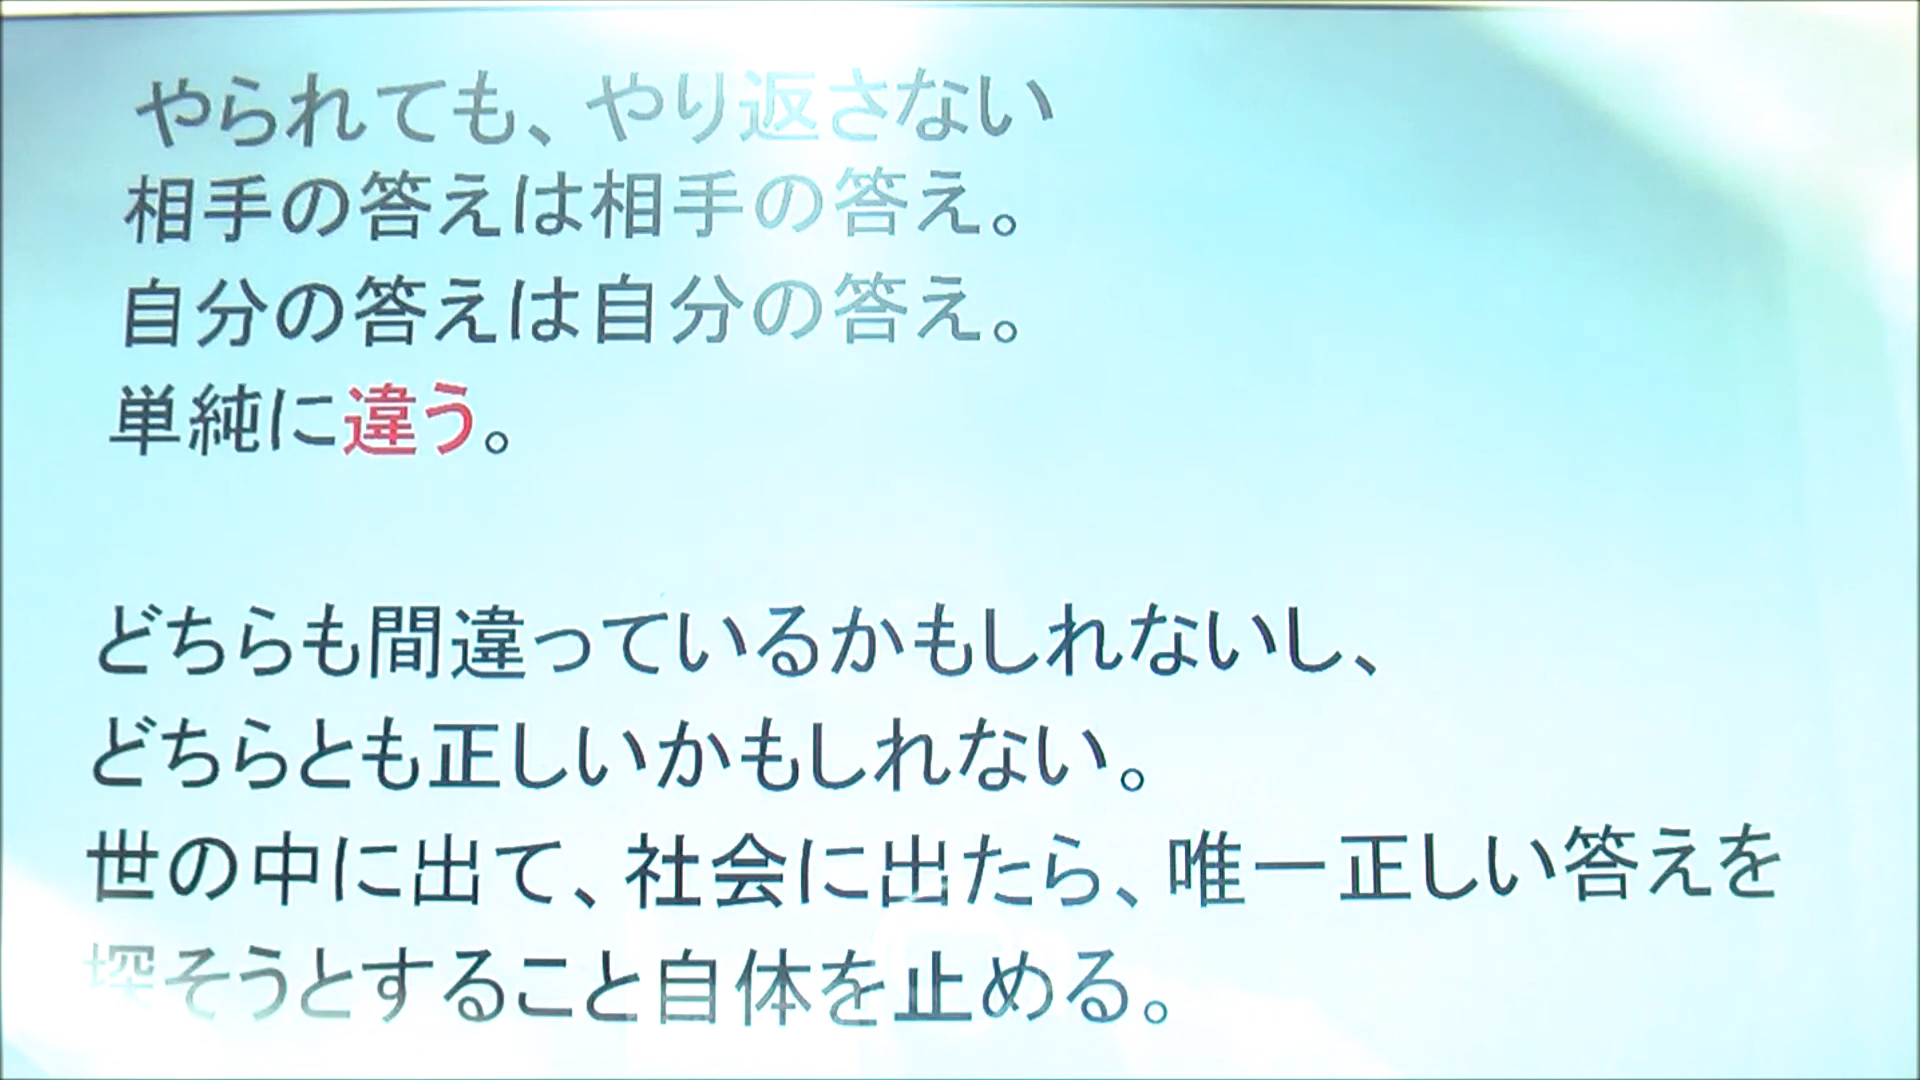 やられても、やり返さない
相手の答えは相手の答え。
自分の答えは自分の答え。
単純に違う。
どちらも間違っているかもしれないし、
どちらとも正しいかもしれない。
世の中に出て、社会に出たら、唯一正しい答えを
探そうとすること自体を止める。